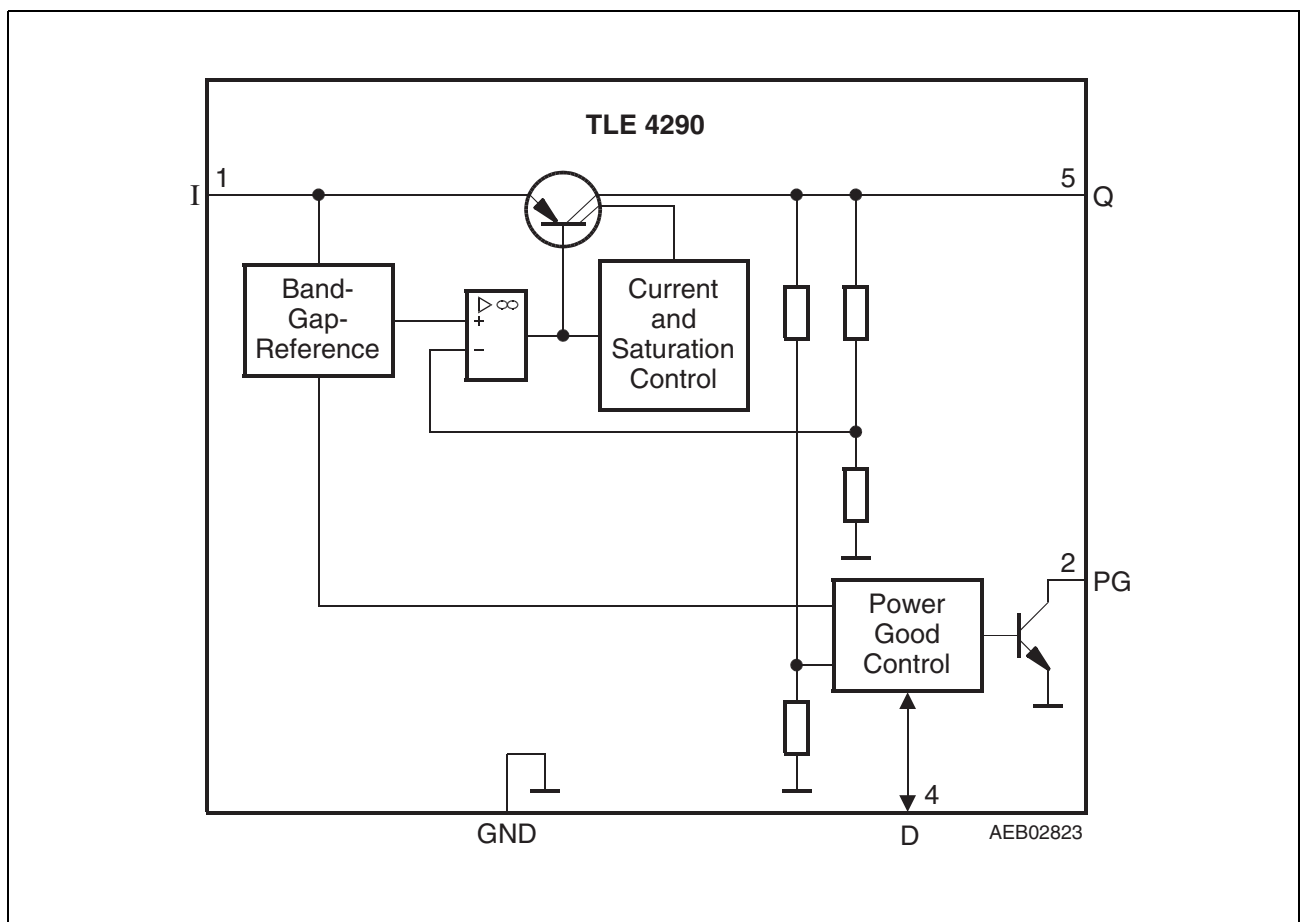 TLE 4290
I
1
5
Q
Band-
Gap-
Reference
▷ ∞
+
−
Current
and
Saturation
Control
2
PG
Power
Good
Control
4
GND
D
AEB02823